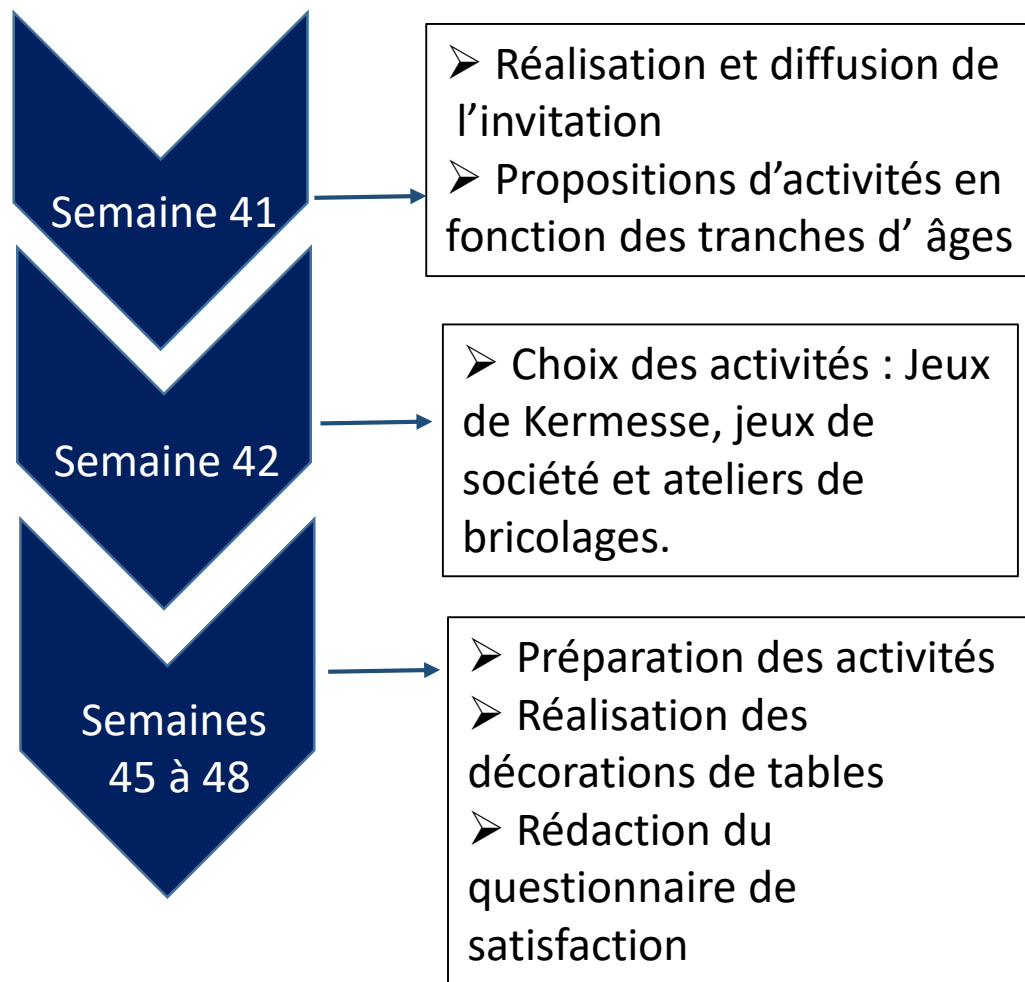 Semaine 41
➢ Réalisation et diffusion de
l’invitation
➢ Propositions d’activités en
fonction des tranches d’ âges
Semaine 42
➢ Choix des activités : Jeux
de Kermesse, jeux de
société et ateliers de
bricolages.
Semaines
45 à 48
➢ Préparation des activités
➢ Réalisation des
décorations de tables
➢ Rédaction du
questionnaire de
satisfaction